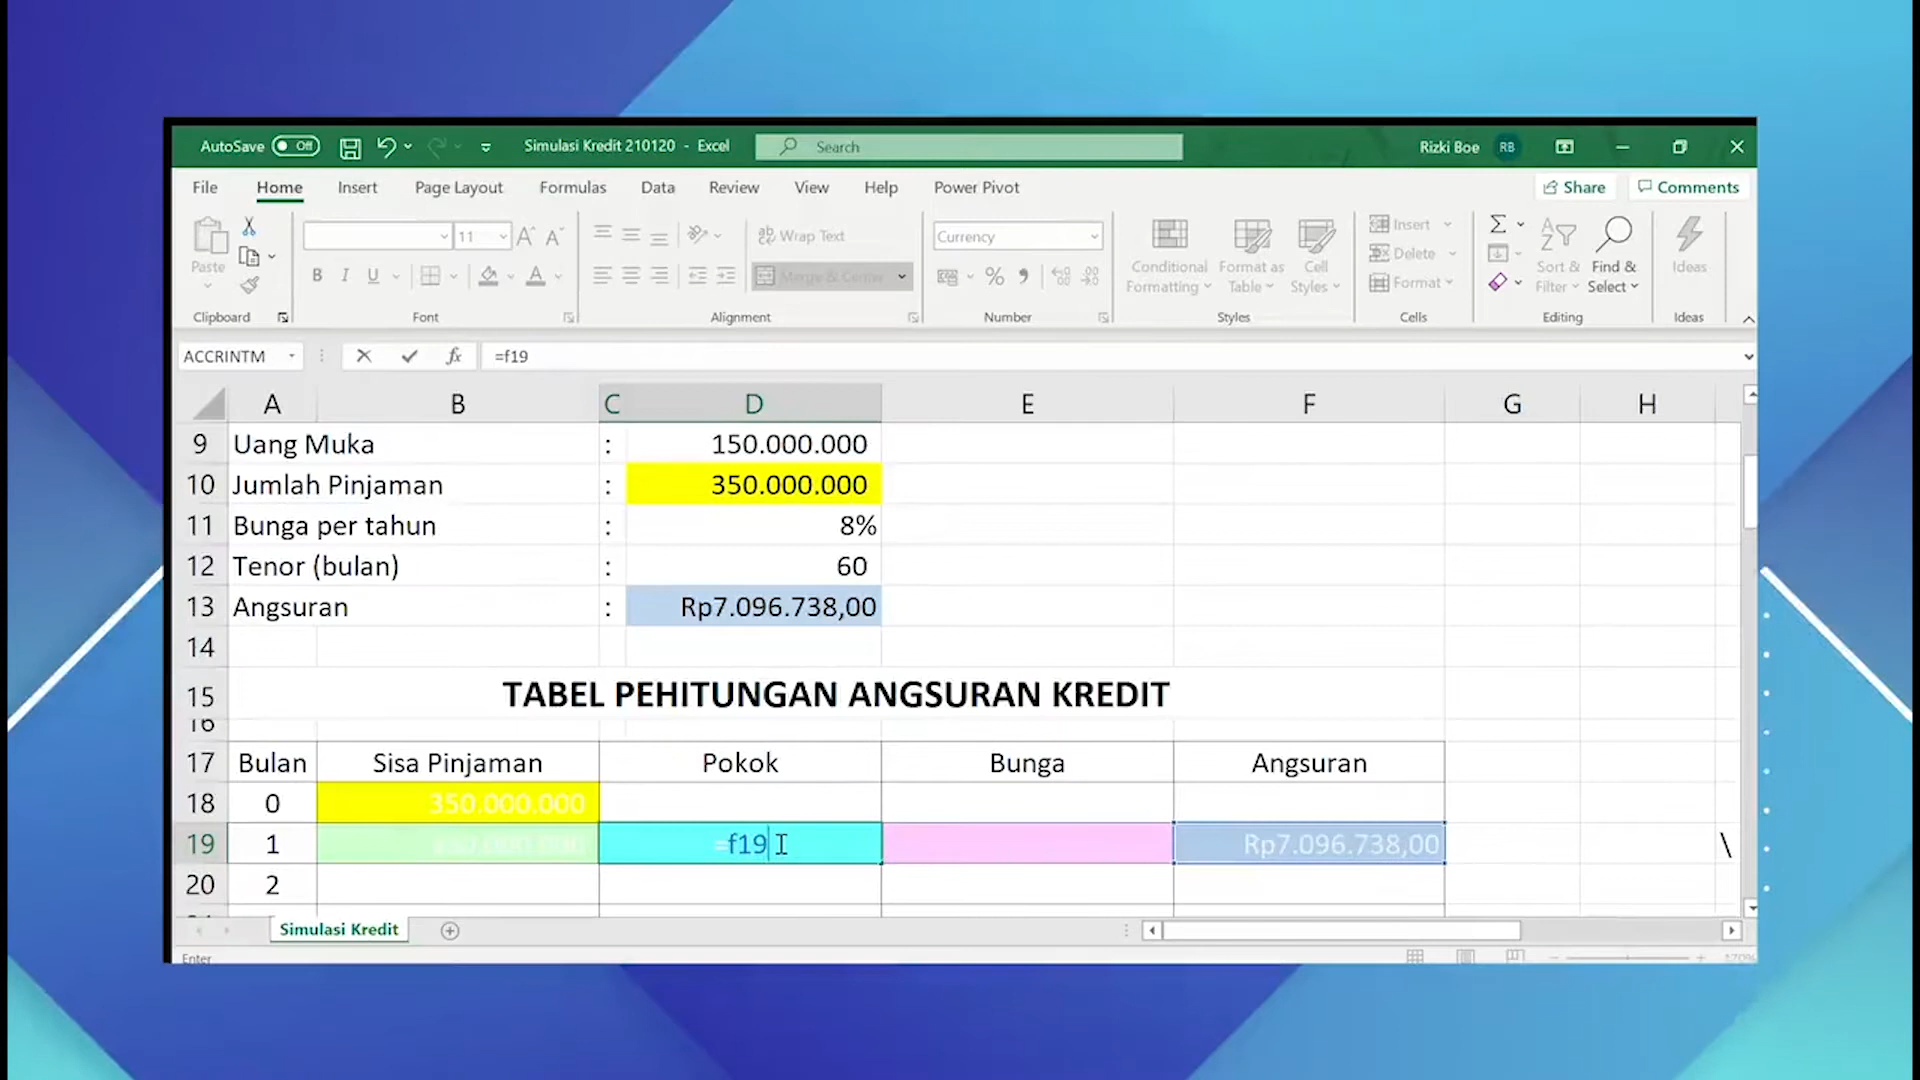 AutoSave Off Simulasi Kredit 210120 - Excel Search Rizki Boe RB
File Home Insert Page Layout Formulas Data Review View Help Power Pivot Share Comments
11 Wrap Text Currency Insert
Paste B I U Merge & Center % Conditional Formatting Format as Table Cell Styles Delete Sort & Filter Find & Select Ideas
Format
Clipboard Font Alignment Number Styles Cells Editing Ideas
ACCRINTM fx =f19
A B C D E F G H
9 Uang Muka : 150.000.000
10 Jumlah Pinjaman : 350.000.000
11 Bunga per tahun : 8%
12 Tenor (bulan) : 60
13 Angsuran : Rp7.096.738,00
14
15 TABEL PEHITUNGAN ANGSURAN KREDIT
16
17 Bulan Sisa Pinjaman Pokok Bunga Angsuran
18 0 350.000.000
19 1 =f19 Rp7.096.738,00 \
20 2
Simulasi Kredit
Enter 170%